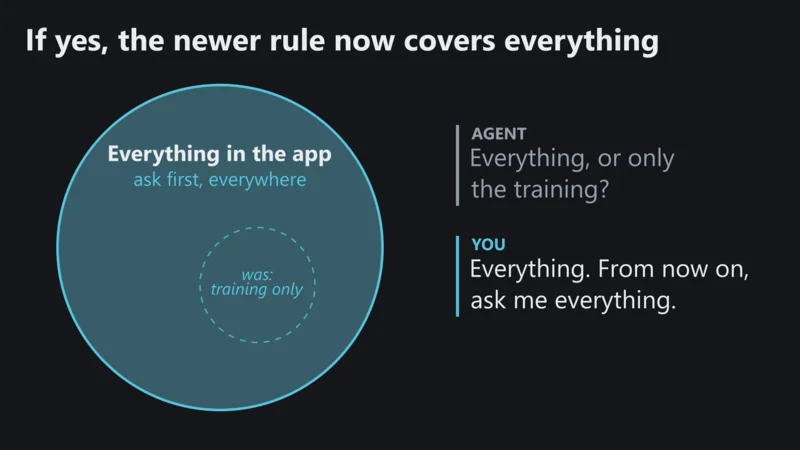 If yes, the newer rule now covers everything
Everything in the app
ask first, everywhere
was:
training only
AGENT
Everything, or only
the training?
YOU
Everything. From now on,
ask me everything.